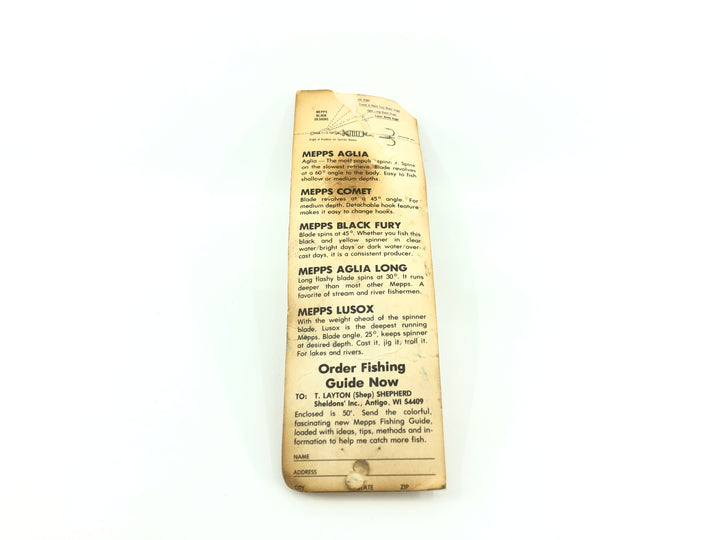 MEPPS
BLADE
DESIGNS
MEPPS AGLIA
Aglia — The most popula spinn r. Spins
on the slowest retrieve. Blade revolves
at a 60° angle to the body. Easy to fish
shallow or medium depths.
MEPPS COMET
Blade revolves at a 45° angle. For
medium depth. Detachable hook feature
makes it easy to change hooks.
MEPPS BLACK FURY
Blade spins at 45°. Whether you fish this
black and yellow spinner in clear
water/bright days or dark water/over-
cast days, it is a consistent producer.
MEPPS AGLIA LONG
Long flashy blade spins at 30°. It runs
deeper than most other Mepps. A
favorite of stream and river fishermen.
MEPPS LUSOX
With the weight ahead of the spinner
blade, Lusox is the deepest running
Mepps. Blade angle, 25°, keeps spinner
at desired depth. Cast it, jig it, troll it.
For lakes and rivers.
Order Fishing
Guide Now
TO: T. LAYTON (Shep) SHEPHERD
Sheldons' Inc., Antigo, WI 54409
Enclosed is 50¢. Send the colorful,
fascinating new Mepps Fishing Guide,
loaded with ideas, tips, methods and in-
formation to help me catch more fish.
NAME
ADDRESS
CITY STATE ZIP